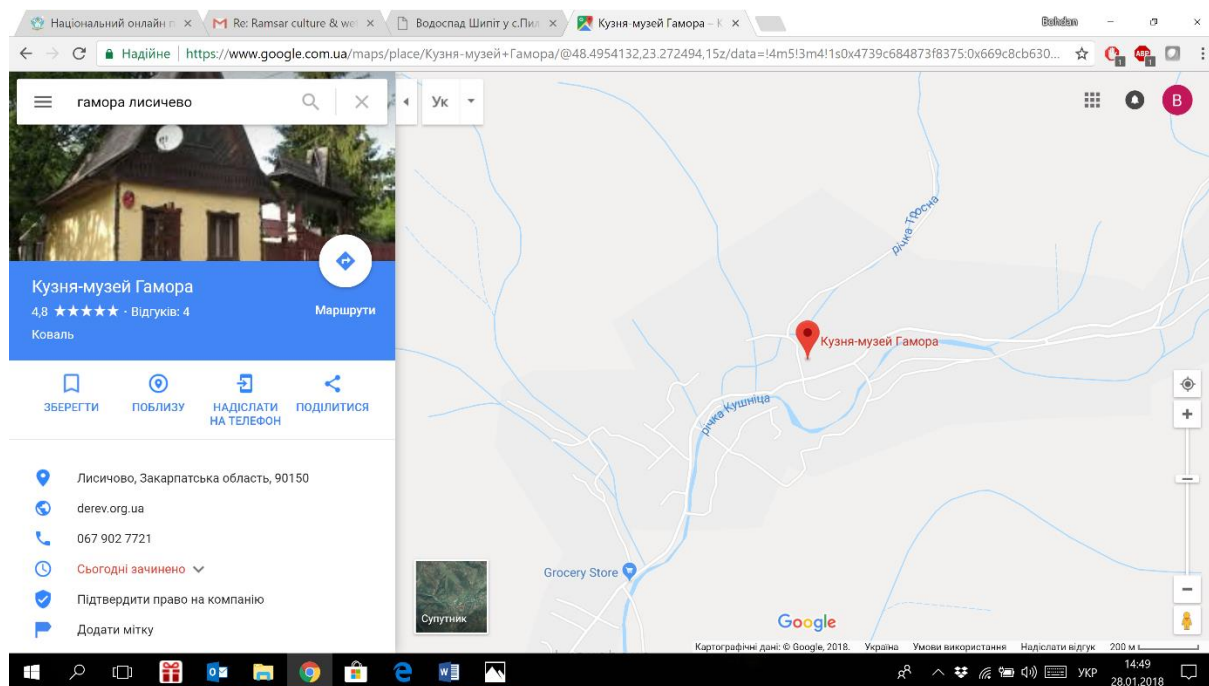 Національний онлайн п
Re: Ramsar culture & wet
Водоспад Шипіт у с.Пил
Кузня-музей Гамора – К
Bohdan
Надійне
https://www.google.com.ua/maps/place/Кузня-музей+Гамора/@48.4954132,23.272494,15z/data=!4m5!3m4!1s0x4739c684873f8375:0x669c8cb630...
гамора лисичево
Ук
B
Кузня-музей Гамора
4,8 ★★★★★ · Відгуків: 4
Коваль
Маршрути
ЗБЕРЕГТИ
ПОБЛИЗУ
НАДІСЛАТИ
НА ТЕЛЕФОН
ПОДІЛИТИСЯ
Лисичово, Закарпатська область, 90150
derev.org.ua
067 902 7721
Сьогодні зачинено
Підтвердити право на компанію
Додати мітку
річка Тросна
Кузня-музей Гамора
річка Кушніца
Grocery Store
Супутник
Google
Картографічні дані: © Google, 2018. Україна Умови використання Надіслати відгук 200 м
УКР
14:49
28.01.2018